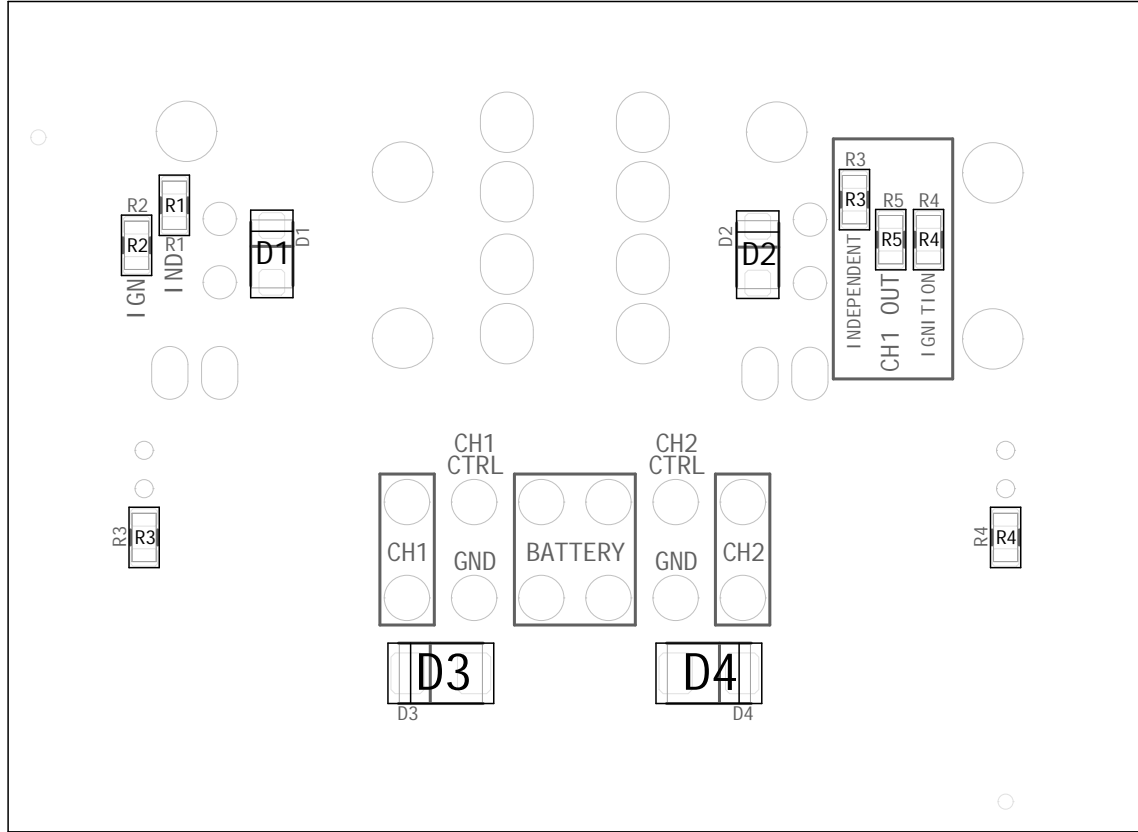 R2
R2
IGN
R1
R1
IND
D1
D1
D2
D2
R3
R3
INDEPENDENT
R5
R5
CH1 OUT
R4
R4
IGNITION
CH1
CTRL
CH2
CTRL
R3
R3
CH1
GND
BATTERY
GND
CH2
R4
R4
D3
D3
D4
D4